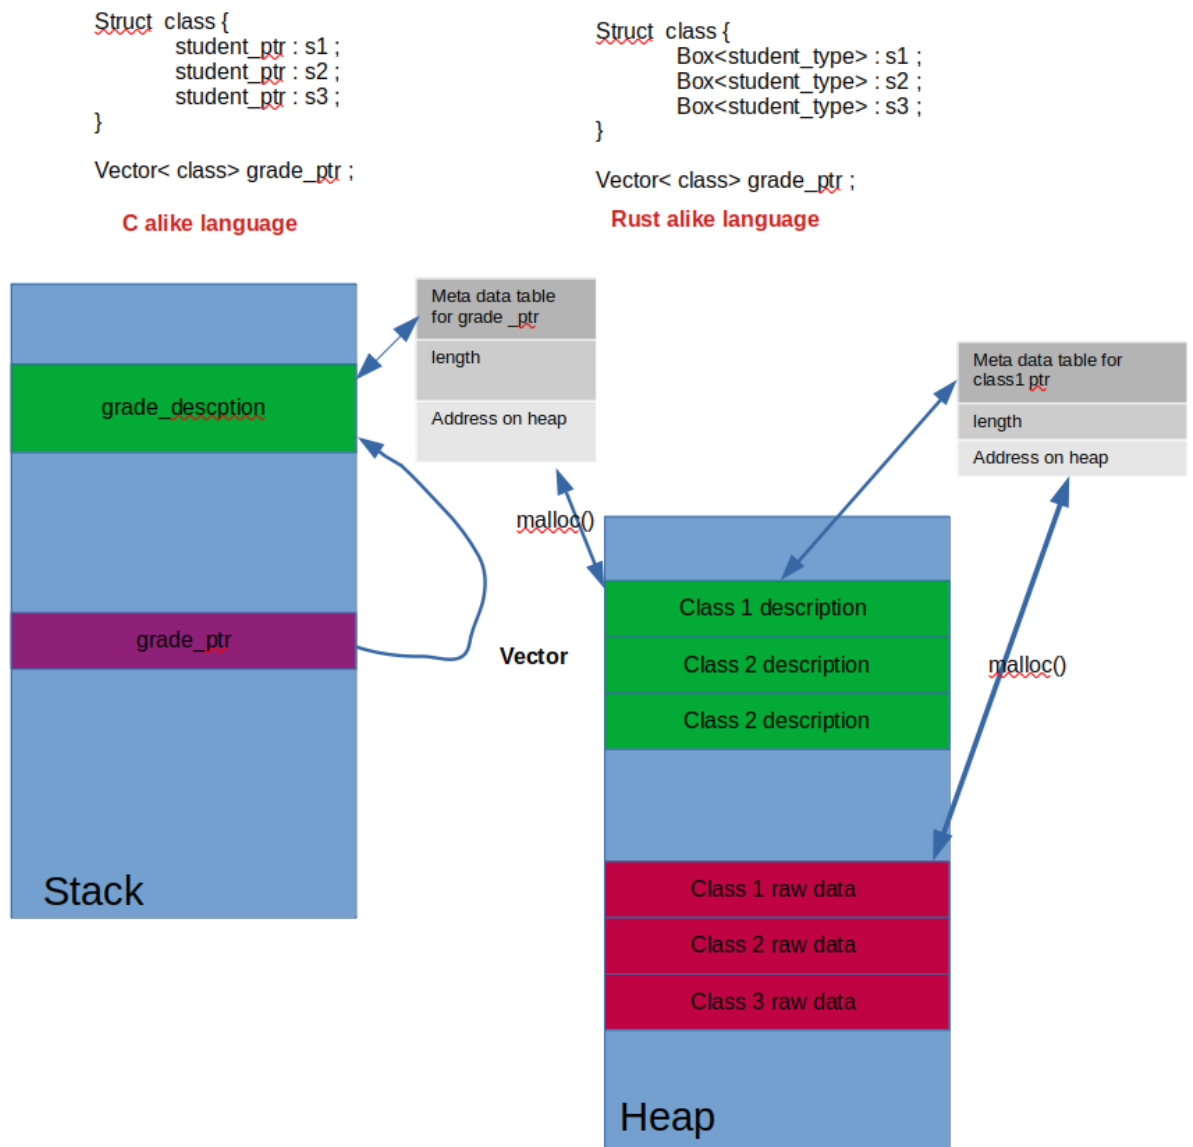 Struct class {
student_ptr : s1 ;
student_ptr : s2 ;
student_ptr : s3 ;
}
Vector< class> grade_ptr ;
C alike language
Struct class {
Box<student_type> : s1 ;
Box<student_type> : s2 ;
Box<student_type> : s3 ;
}
Vector< class> grade_ptr ;
Rust alike language
grade_descption
grade_ptr
Stack
Meta data table
for grade _ptr
length
Address on heap
malloc()
Vector
Meta data table for
class1 ptr
length
Address on heap
malloc()
Class 1 description
Class 2 description
Class 2 description
Class 1 raw data
Class 2 raw data
Class 3 raw data
Heap